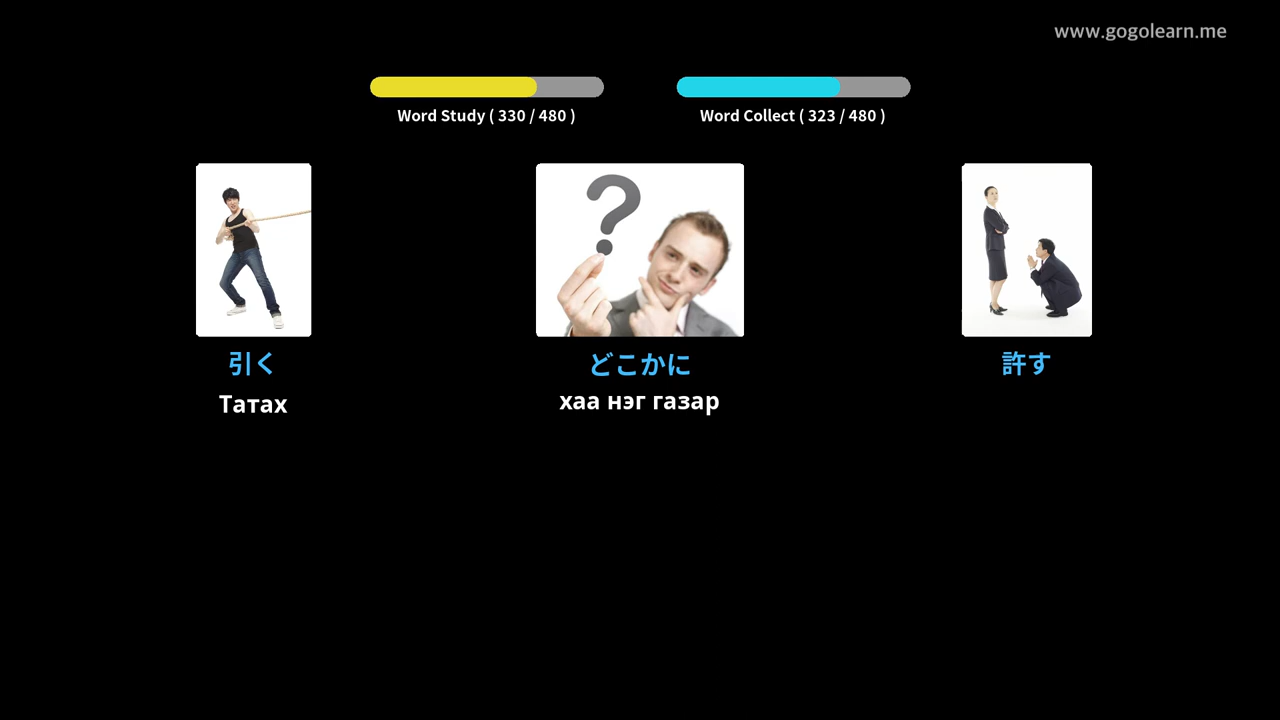 www.gogolearn.me
Word Study ( 330 / 480 )
Word Collect ( 323 / 480 )
引く
どこかに
許す
Татах
хаа нэг газар